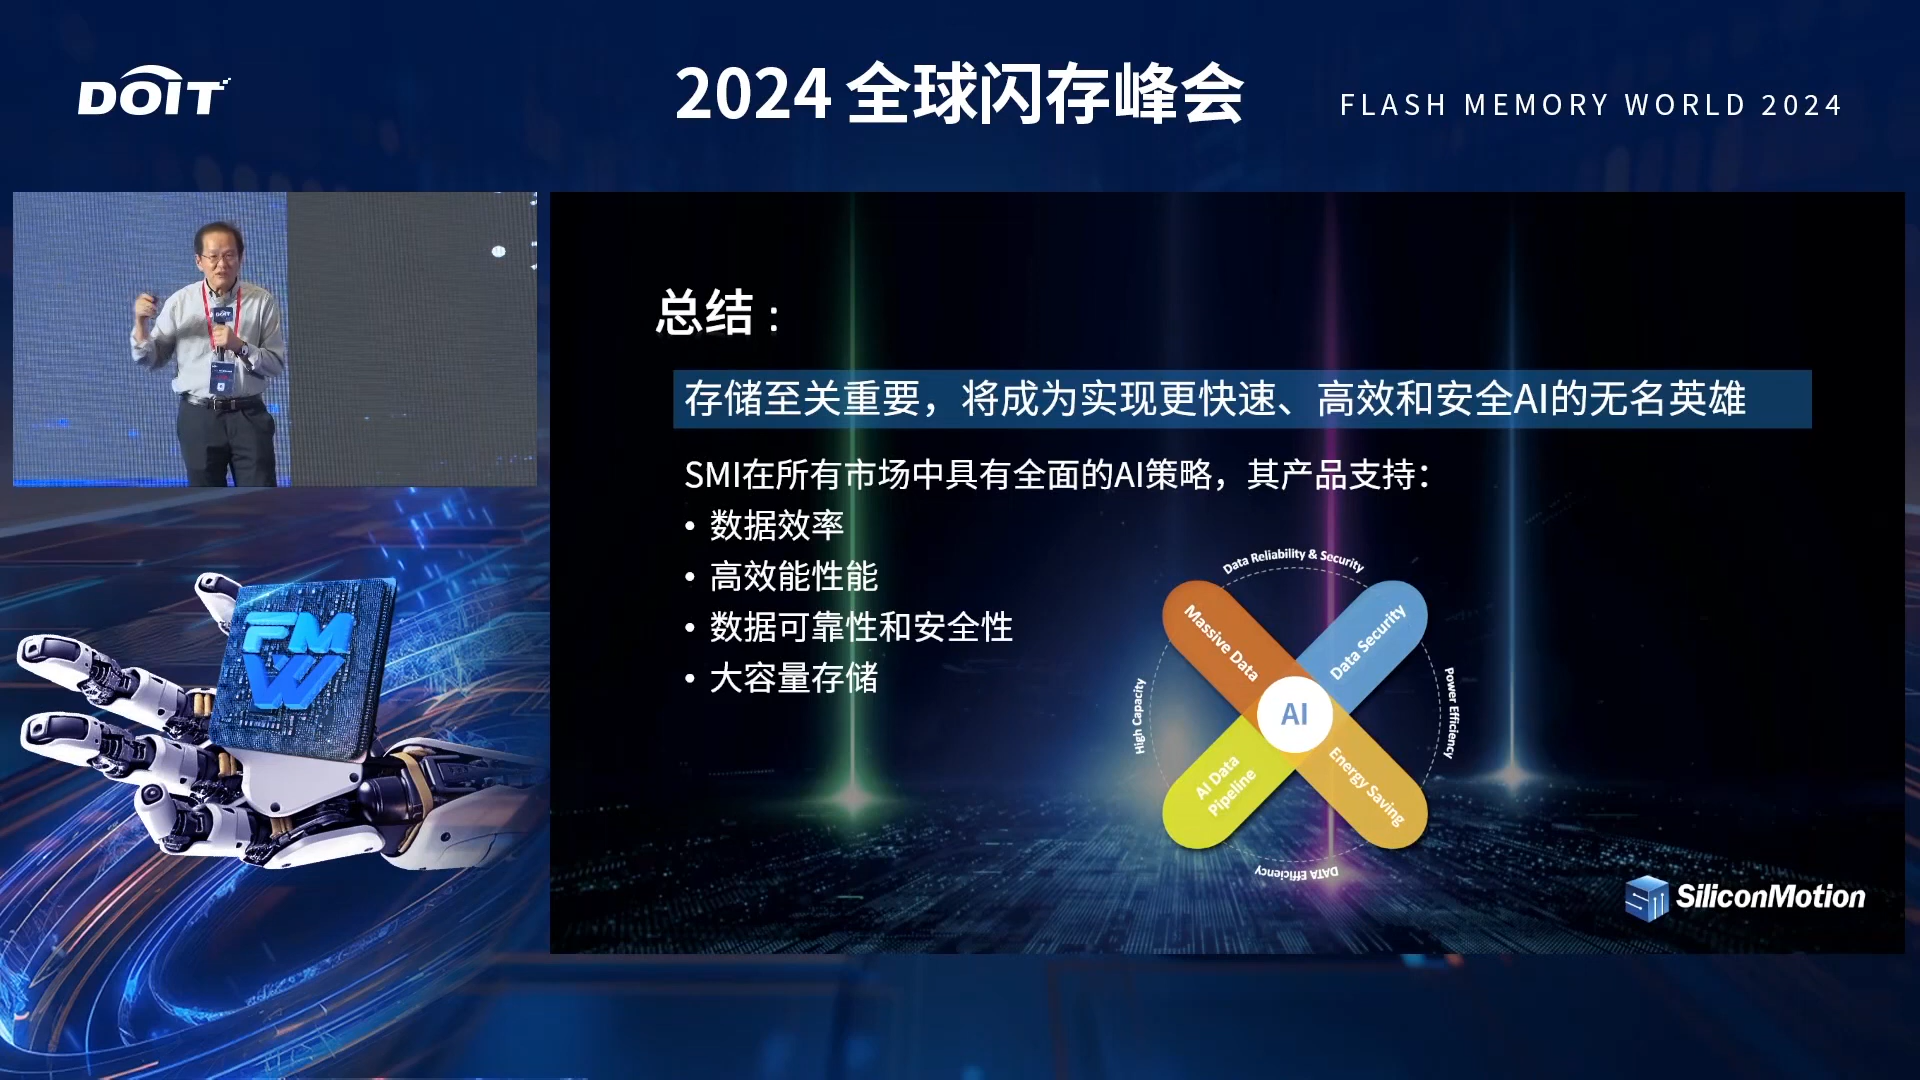 DOIT
2024 全球闪存峰会
FLASH MEMORY WORLD 2024
DOIT
FMW
总结：
存储至关重要，将成为实现更快速、高效和安全AI的无名英雄
SMI在所有市场中具有全面的AI策略，其产品支持：
• 数据效率
• 高效能性能
• 数据可靠性和安全性
• 大容量存储
Data Reliability & Security
Massive Data
Data Security
High Capacity
AI
Power Efficiency
AI Data
Pipeline
Energy Saving
DATA Efficiency
SiliconMotion